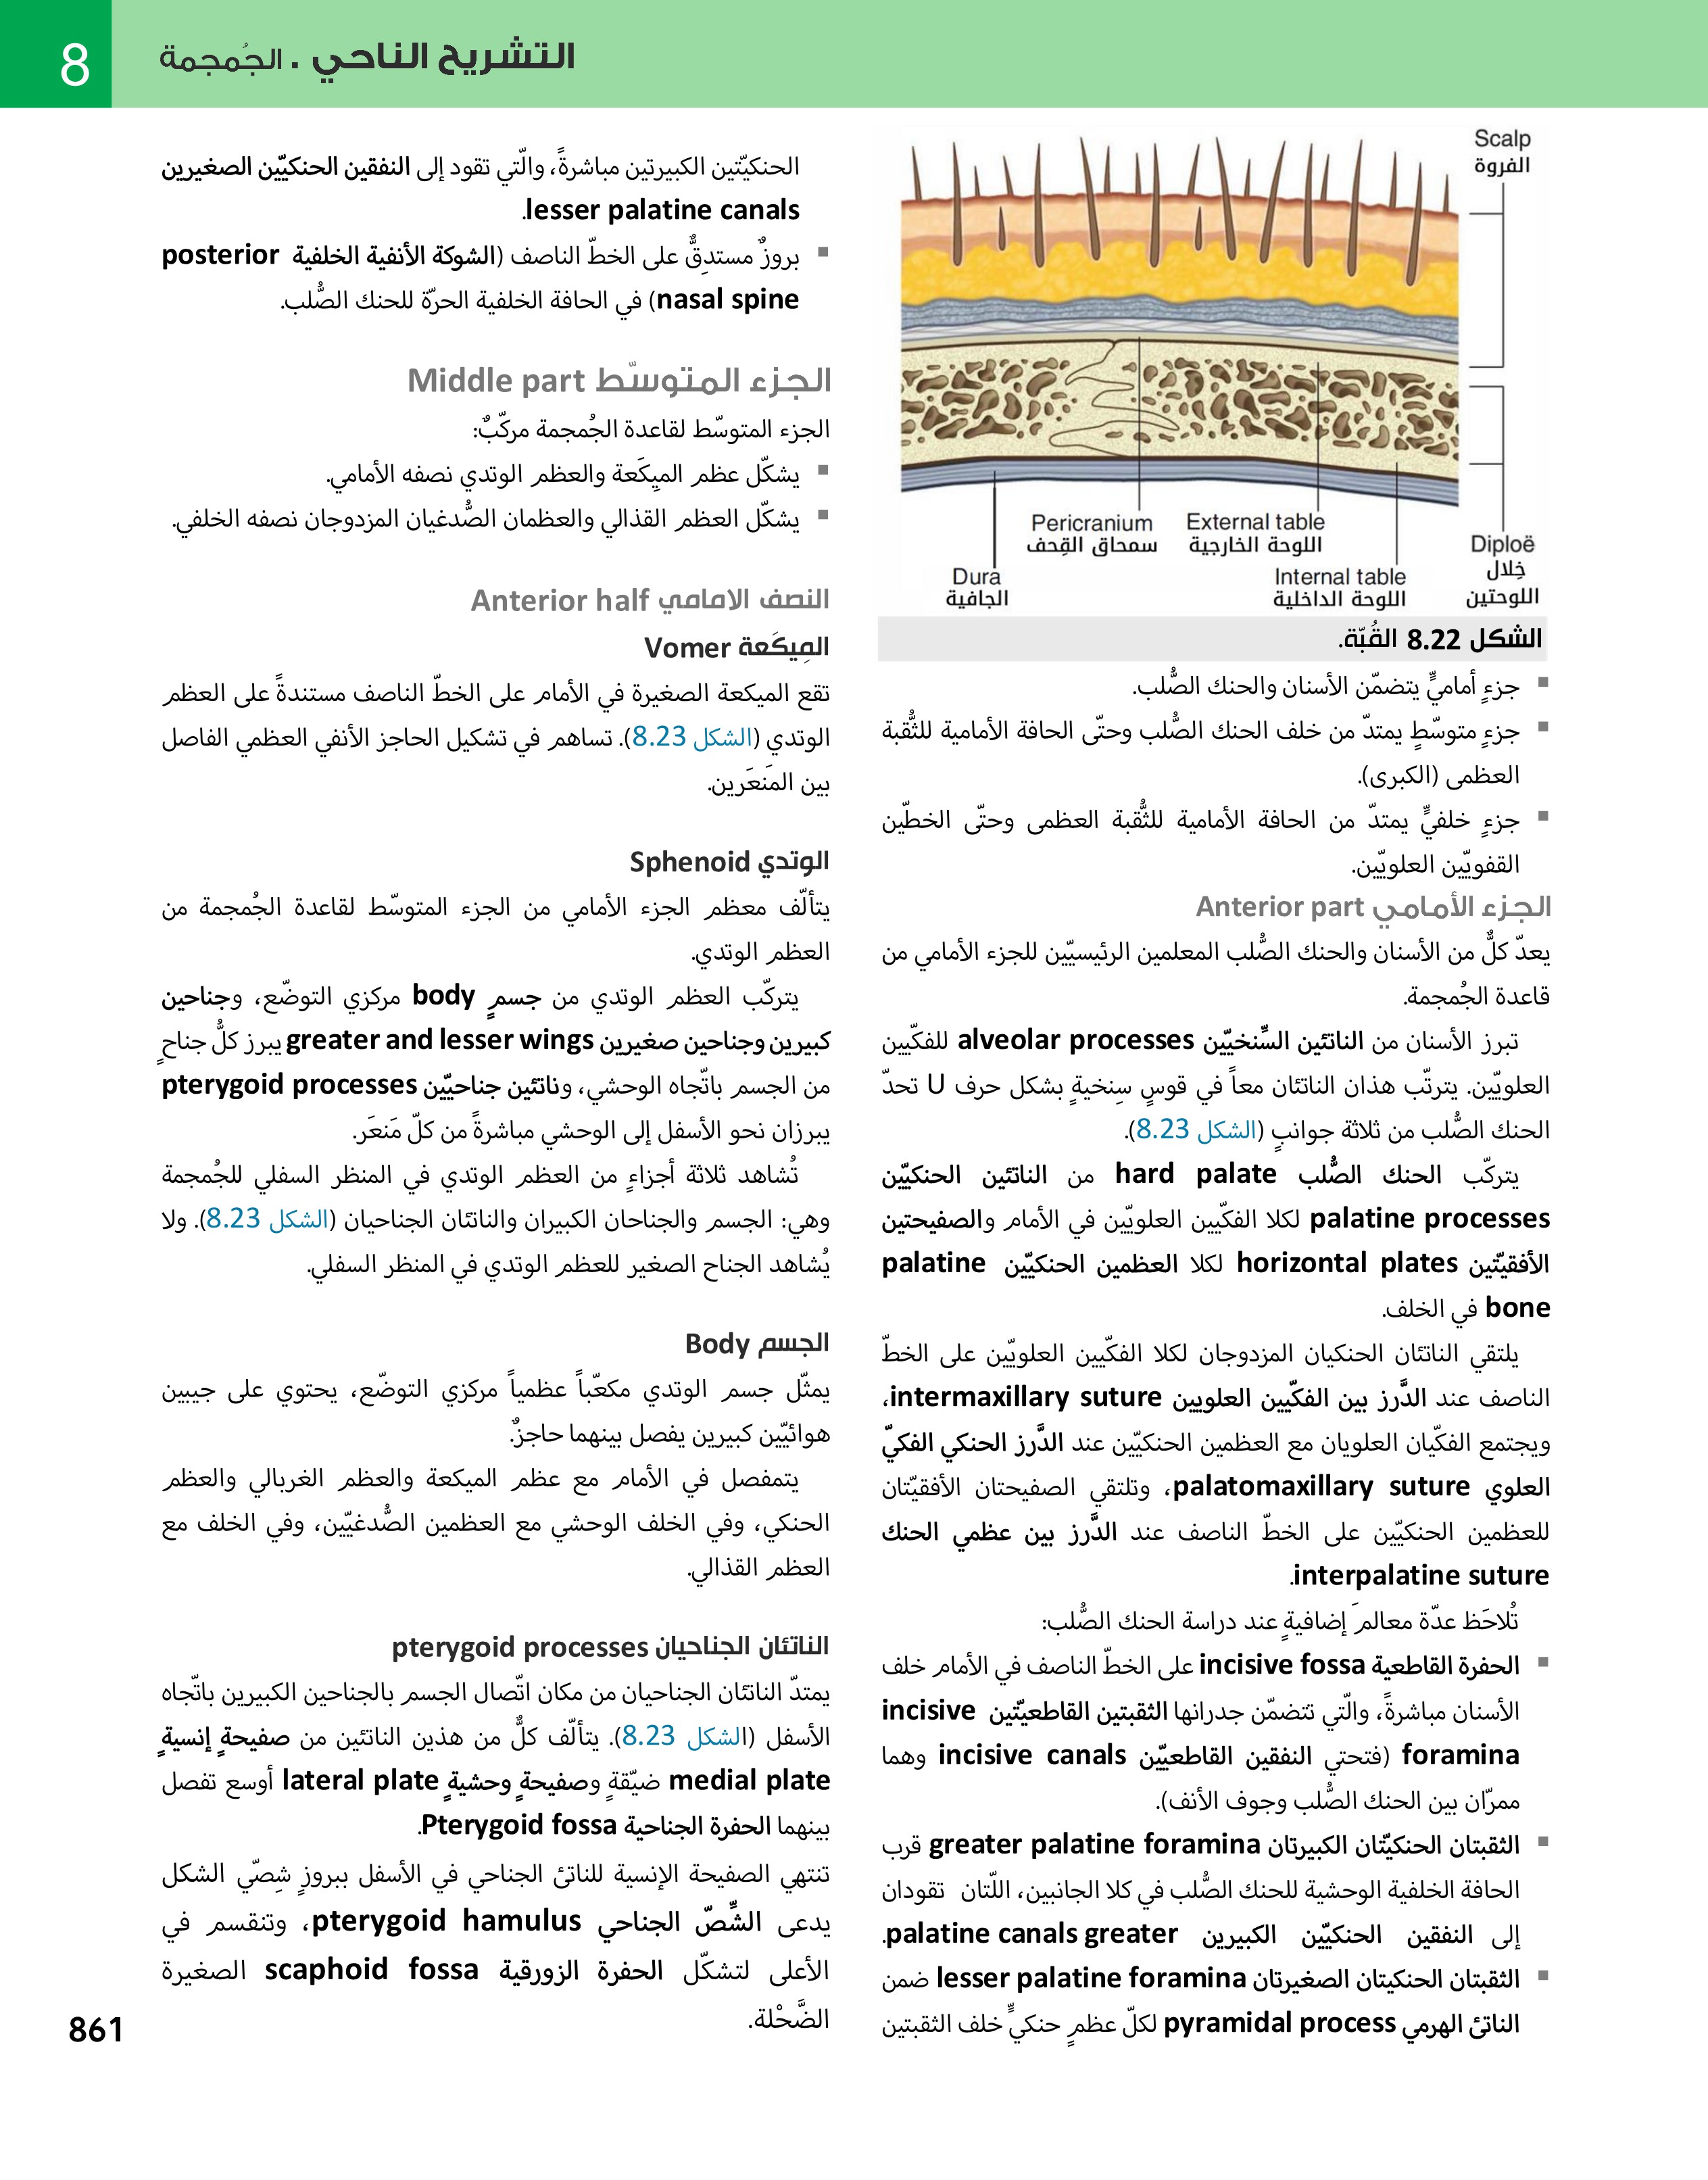 التشريح الناحي . الجُمجمة
8
Scalp
الفروة
Pericranium
سمحاق القِحف
External table
اللوحة الخارجية
Diploë
خِلال
اللوحتين
Dura
الجافية
Internal table
اللوحة الداخلية
الشكل 8.22 القُبّة.
▪ جزءٍ أماميٍّ يتضمّن الأسنان والحنك الصُّلب.
▪ جزءٍ متوسّطٍ يمتدّ من خلف الحنك الصُّلب وحتّى الحافة الأمامية للثُّقبة
العظمى (الكبرى).
▪ جزءٍ خلفيٍّ يمتدّ من الحافة الأمامية للثُّقبة العظمى وحتّى الخطّين
القفويّين العلويّين.
الجزء الأمامي Anterior part
يعدّ كلٌّ من الأسنان والحنك الصُّلب المعلمين الرئيسيّين للجزء الأمامي من
قاعدة الجُمجمة.
تبرز الأسنان من الناتئين السِّنخيّين alveolar processes للفكّيين
العلويّين. يترتّب هذان الناتئان معاً في قوسٍ سِنخيةٍ بشكل حرف U تحدّ
الحنك الصُّلب من ثلاثة جوانبٍ (الشكل 8.23).
يتركّب الحنك الصُّلب hard palate من الناتئين الحنكيّين
palatine processes لكلا الفكّيين العلويّين في الأمام والصفيحتين
الأفقيّتين horizontal plates لكلا العظمين الحنكيّين palatine
bone في الخلف.
يلتقي الناتئان الحنكيان المزدوجان لكلا الفكّيين العلويّين على الخطّ
الناصف عند الدَّرز بين الفكّيين العلويين intermaxillary suture،
ويجتمع الفكّيان العلويان مع العظمين الحنكيّين عند الدَّرز الحنكي الفكيّ
العلوي palatomaxillary suture، وتلتقي الصفيحتان الأفقيّتان
للعظمين الحنكيّين على الخطّ الناصف عند الدَّرز بين عظمي الحنك
interpalatine suture.
تُلاحَظ عدّة معالمَ إضافيةٍ عند دراسة الحنك الصُّلب:
▪ الحفرة القاطعية incisive fossa على الخطّ الناصف في الأمام خلف
الأسنان مباشرةً، والّتي تتضمّن جدرانها الثقبتين القاطعيّتين incisive
foramina (فتحتي النفقين القاطعيّين incisive canals وهما
ممرّان بين الحنك الصُّلب وجوف الأنف).
▪ الثقبتان الحنكيّتان الكبيرتان greater palatine foramina قرب
الحافة الخلفية الوحشية للحنك الصُّلب في كلا الجانبين، اللّتان تقودان
إلى النفقين الحنكيّين الكبيرين palatine canals greater.
▪ الثقبتان الحنكيتان الصغيرتان lesser palatine foramina ضمن
الناتئ الهرمي pyramidal process لكلّ عظمٍ حنكيٍّ خلف الثقبتين
الحنكيّتين الكبيرتين مباشرةً، والّتي تقود إلى النفقين الحنكيّين الصغيرين
lesser palatine canals.
▪ بروزٌ مستدِقٌّ على الخطّ الناصف (الشوكة الأنفية الخلفية posterior
nasal spine) في الحافة الخلفية الحرّة للحنك الصُّلب.
الجزء المتوسّط Middle part
الجزء المتوسّط لقاعدة الجُمجمة مركّبٌ:
▪ يشكّل عظم الميِكَعة والعظم الوتدي نصفه الأمامي.
▪ يشكّل العظم القذالي والعظمان الصُّدغيان المزدوجان نصفه الخلفي.
النصف الامامي Anterior half
المِيكَعة Vomer
تقع الميكعة الصغيرة في الأمام على الخطّ الناصف مستندةً على العظم
الوتدي (الشكل 8.23). تساهم في تشكيل الحاجز الأنفي العظمي الفاصل
بين المَنعَرين.
الوتدي Sphenoid
يتألّف معظم الجزء الأمامي من الجزء المتوسّط لقاعدة الجُمجمة من
العظم الوتدي.
يتركّب العظم الوتدي من جسمٍ body مركزي التوضّع، وجناحين
كبيرين وجناحين صغيرين greater and lesser wings يبرز كلُّ جناحٍ
من الجسم باتّجاه الوحشي، وناتئين جناحيّين pterygoid processes
يبرزان نحو الأسفل إلى الوحشي مباشرةً من كلّ مَنعَر.
تُشاهد ثلاثة أجزاءٍ من العظم الوتدي في المنظر السفلي للجُمجمة
وهي: الجسم والجناحان الكبيران والناتئان الجناحيان (الشكل 8.23). ولا
يُشاهد الجناح الصغير للعظم الوتدي في المنظر السفلي.
الجسم Body
يمثّل جسم الوتدي مكعّباً عظمياً مركزي التوضّع، يحتوي على جيبين
هوائيّين كبيرين يفصل بينهما حاجزٌ.
يتمفصل في الأمام مع عظم الميكعة والعظم الغربالي والعظم
الحنكي، وفي الخلف الوحشي مع العظمين الصُّدغيّين، وفي الخلف مع
العظم القذالي.
الناتئان الجناحيان pterygoid processes
يمتدّ الناتئان الجناحيان من مكان اتّصال الجسم بالجناحين الكبيرين باتّجاه
الأسفل (الشكل 8.23). يتألّف كلٌّ من هذين الناتئين من صفيحةٍ إنسيةٍ
medial plate ضيّقةٍ وصفيحةٍ وحشيةٍ lateral plate أوسع تفصل
بينهما الحفرة الجناحية Pterygoid fossa.
تنتهي الصفيحة الإنسية للناتئ الجناحي في الأسفل ببروزٍ شِصّي الشكل
يدعى الشِّصّ الجناحي pterygoid hamulus، وتنقسم في
الأعلى لتشكّل الحفرة الزورقية scaphoid fossa الصغيرة
الضَّحْلة.
861